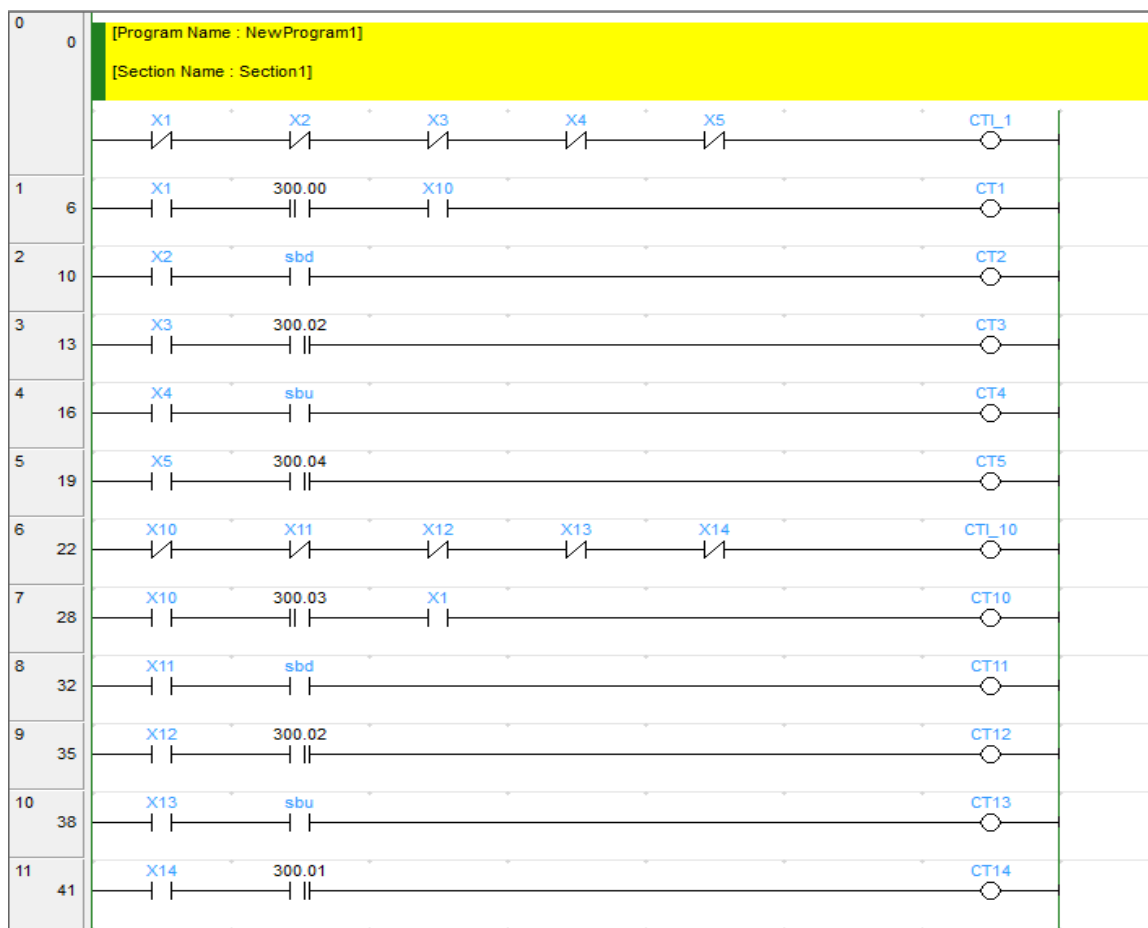 0
0
[Program Name : NewProgram1]
[Section Name : Section1]
X1 X2 X3 X4 X5 CTI_1
1
X1 300.00 X10 CT1
6
2
X2 sbd CT2
10
3
X3 300.02 CT3
13
4
X4 sbu CT4
16
5
X5 300.04 CT5
19
6
X10 X11 X12 X13 X14 CTI_10
22
7
X10 300.03 X1 CT10
28
8
X11 sbd CT11
32
9
X12 300.02 CT12
35
10
X13 sbu CT13
38
11
X14 300.01 CT14
41